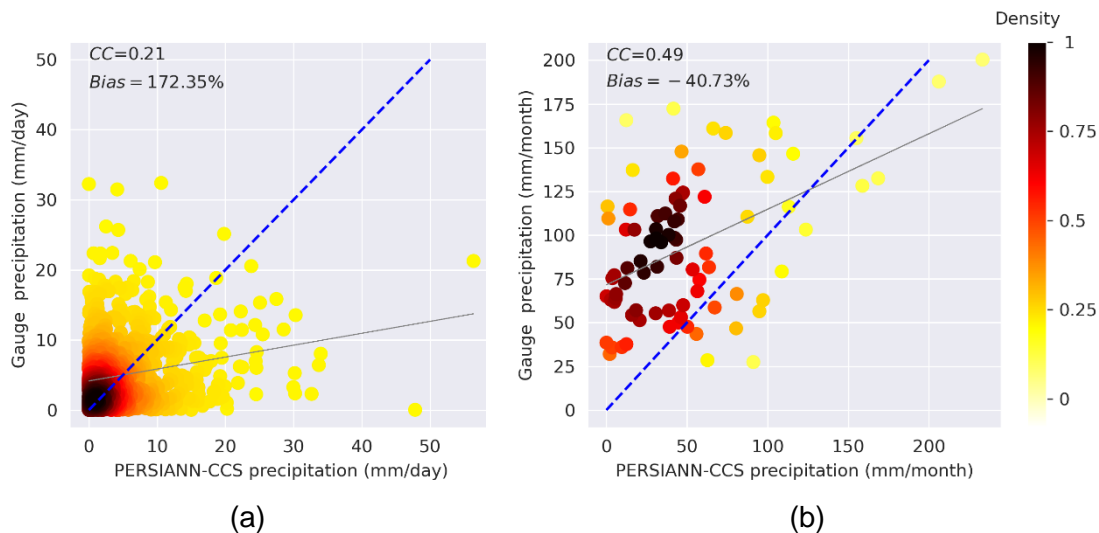 Density
CC=0.21
Bias = 172.35%
50
40
30
20
10
0
Gauge precipitation (mm/day)
0 10 20 30 40 50
PERSIANN-CCS precipitation (mm/day)
(a)
CC=0.49
Bias = −40.73%
200
175
150
125
100
75
50
25
0
Gauge precipitation (mm/month)
0 50 100 150 200
PERSIANN-CCS precipitation (mm/month)
(b)
1
0.75
0.5
0.25
0